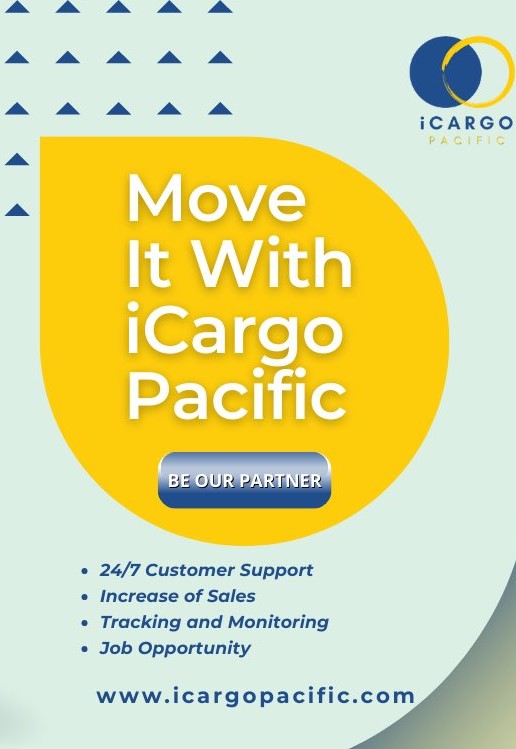 iCARGO
PACIFIC
Move
It With
iCargo
Pacific
BE OUR PARTNER
• 24/7 Customer Support
• Increase of Sales
• Tracking and Monitoring
• Job Opportunity
www.icargopacific.com